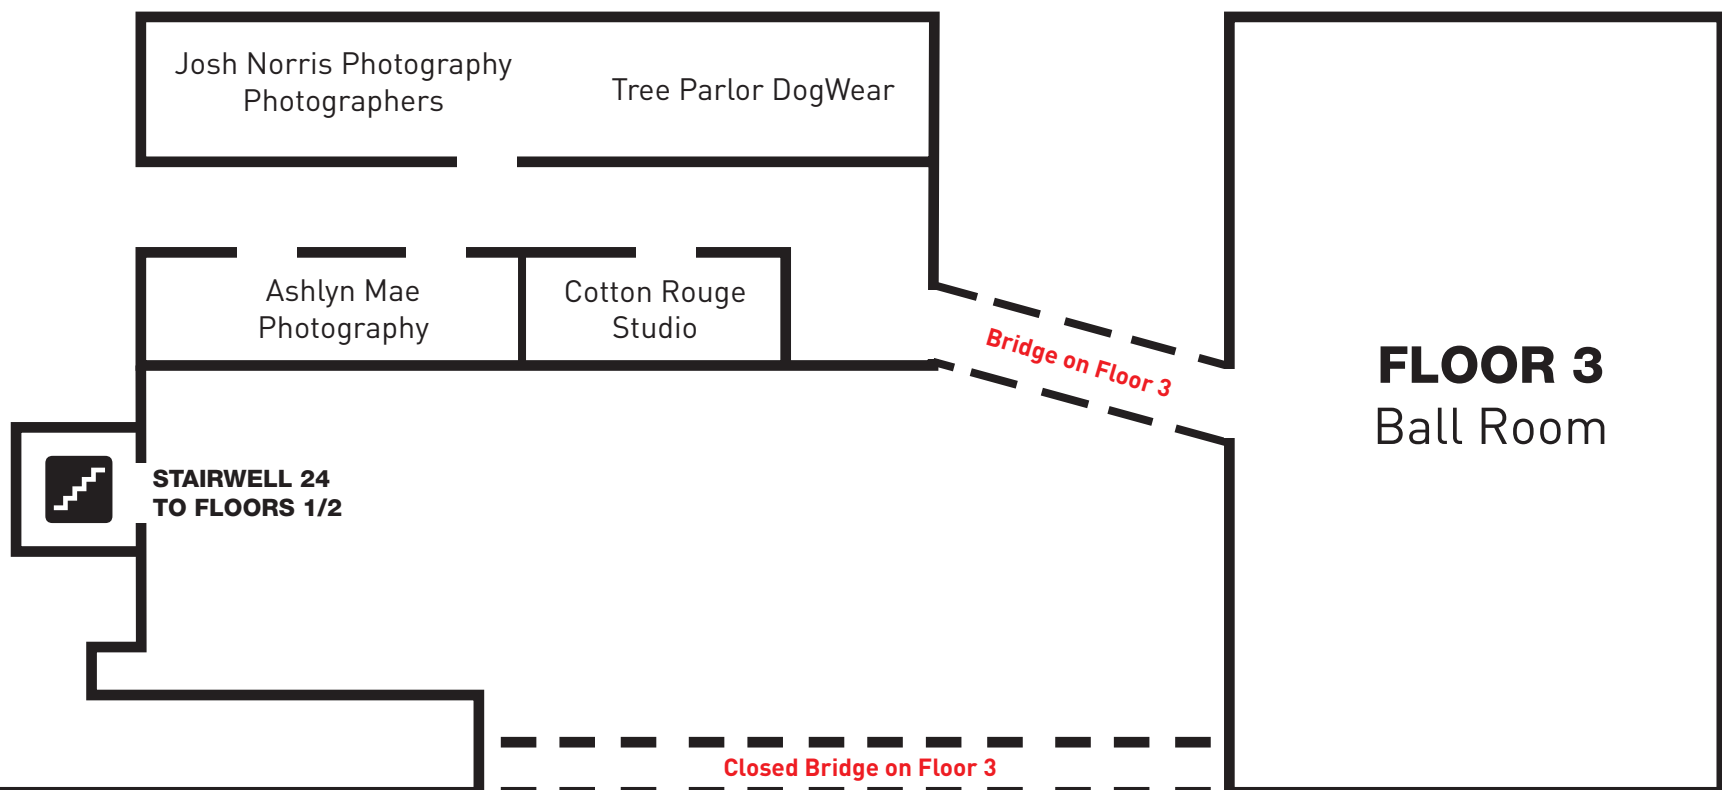 Josh Norris Photography
Photographers
Tree Parlor DogWear
Ashlyn Mae
Photography
Cotton Rouge
Studio
Bridge on Floor 3
FLOOR 3
Ball Room
STAIRWELL 24
TO FLOORS 1/2
Closed Bridge on Floor 3